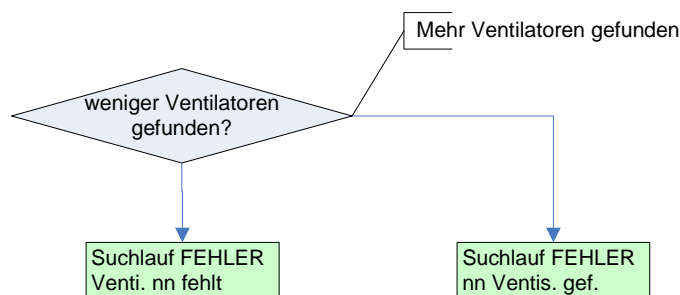 Mehr Ventilatoren gefunden
weniger Ventilatoren
gefunden?
Suchlauf FEHLER
Venti. nn fehlt
Suchlauf FEHLER
nn Ventis. gef.